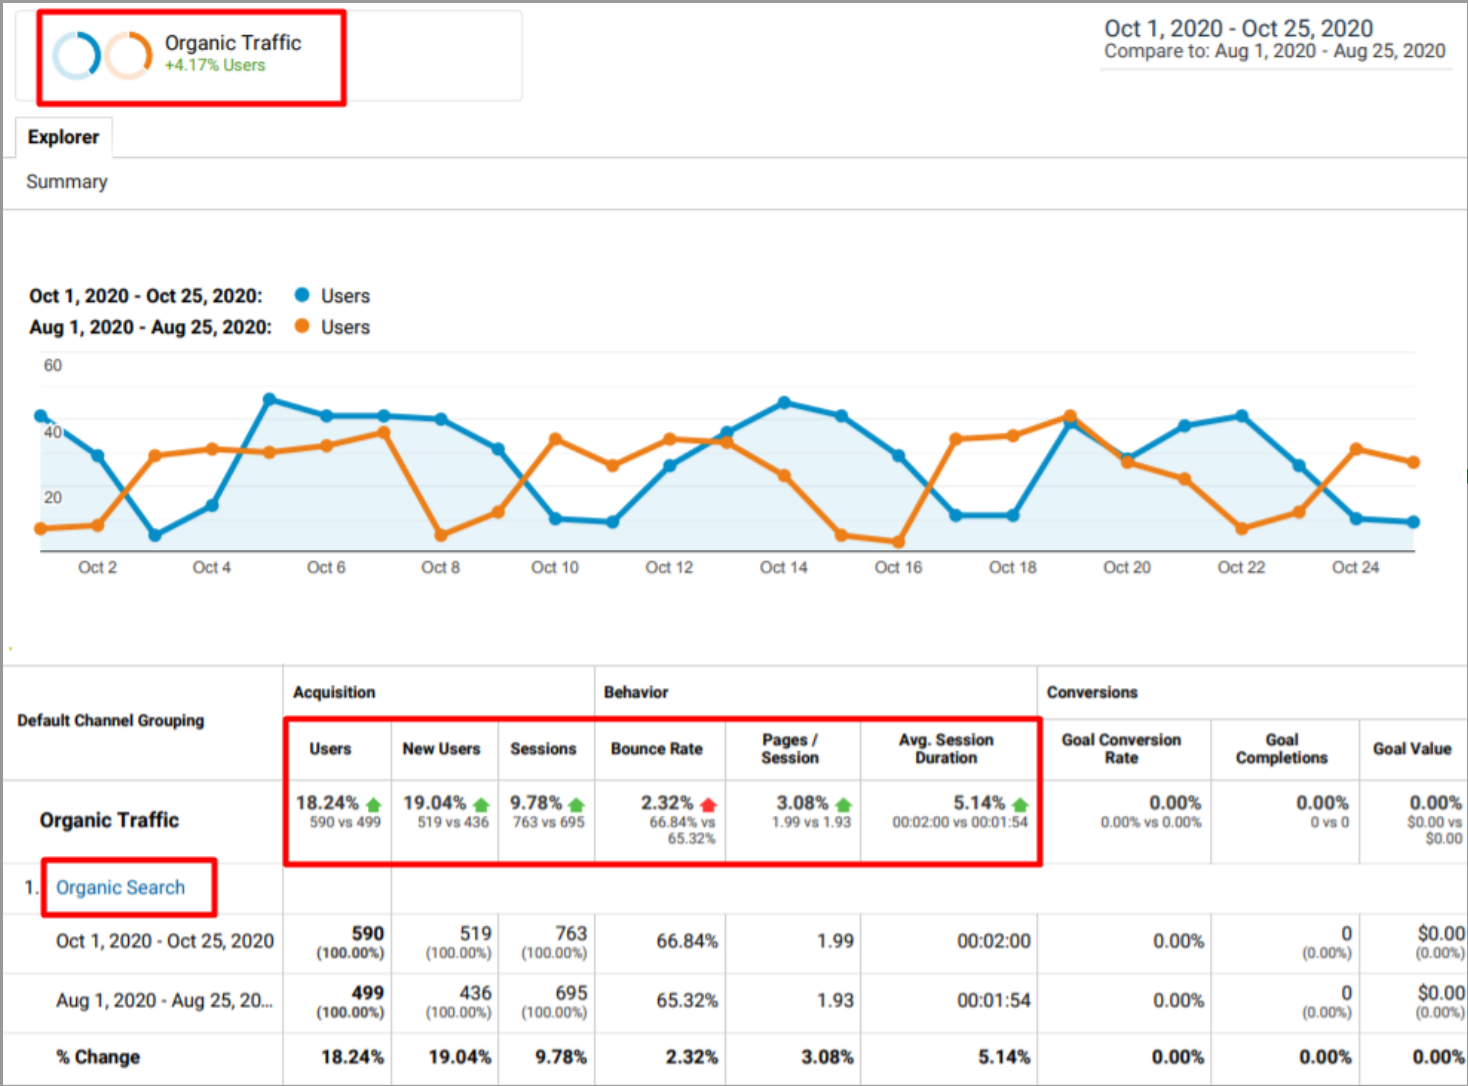 Organic Traffic
+4.17% Users
Oct 1, 2020 - Oct 25, 2020
Compare to: Aug 1, 2020 - Aug 25, 2020
Explorer
Summary
Oct 1, 2020 - Oct 25, 2020: Users
Aug 1, 2020 - Aug 25, 2020: Users
60
40
20
Oct 2 Oct 4 Oct 6 Oct 8 Oct 10 Oct 12 Oct 14 Oct 16 Oct 18 Oct 20 Oct 22 Oct 24
Default Channel Grouping
Acquisition Behavior Conversions
Users New Users Sessions Bounce Rate Pages / Session Avg. Session Duration Goal Conversion Rate Goal Completions Goal Value
Organic Traffic
18.24% 19.04% 9.78% 2.32% 3.08% 5.14% 0.00% 0.00% 0.00%
590 vs 499 519 vs 436 763 vs 695 66.84% vs 65.32% 1.99 vs 1.93 00:02:00 vs 00:01:54 0.00% vs 0.00% 0 vs 0 $0.00 vs $0.00
1. Organic Search
Oct 1, 2020 - Oct 25, 2020 590 519 763 66.84% 1.99 00:02:00 0.00% 0 $0.00
(100.00%) (100.00%) (100.00%) (0.00%) (0.00%)
Aug 1, 2020 - Aug 25, 20... 499 436 695 65.32% 1.93 00:01:54 0.00% 0 $0.00
(100.00%) (100.00%) (100.00%) (0.00%) (0.00%)
% Change 18.24% 19.04% 9.78% 2.32% 3.08% 5.14% 0.00% 0.00% 0.00%